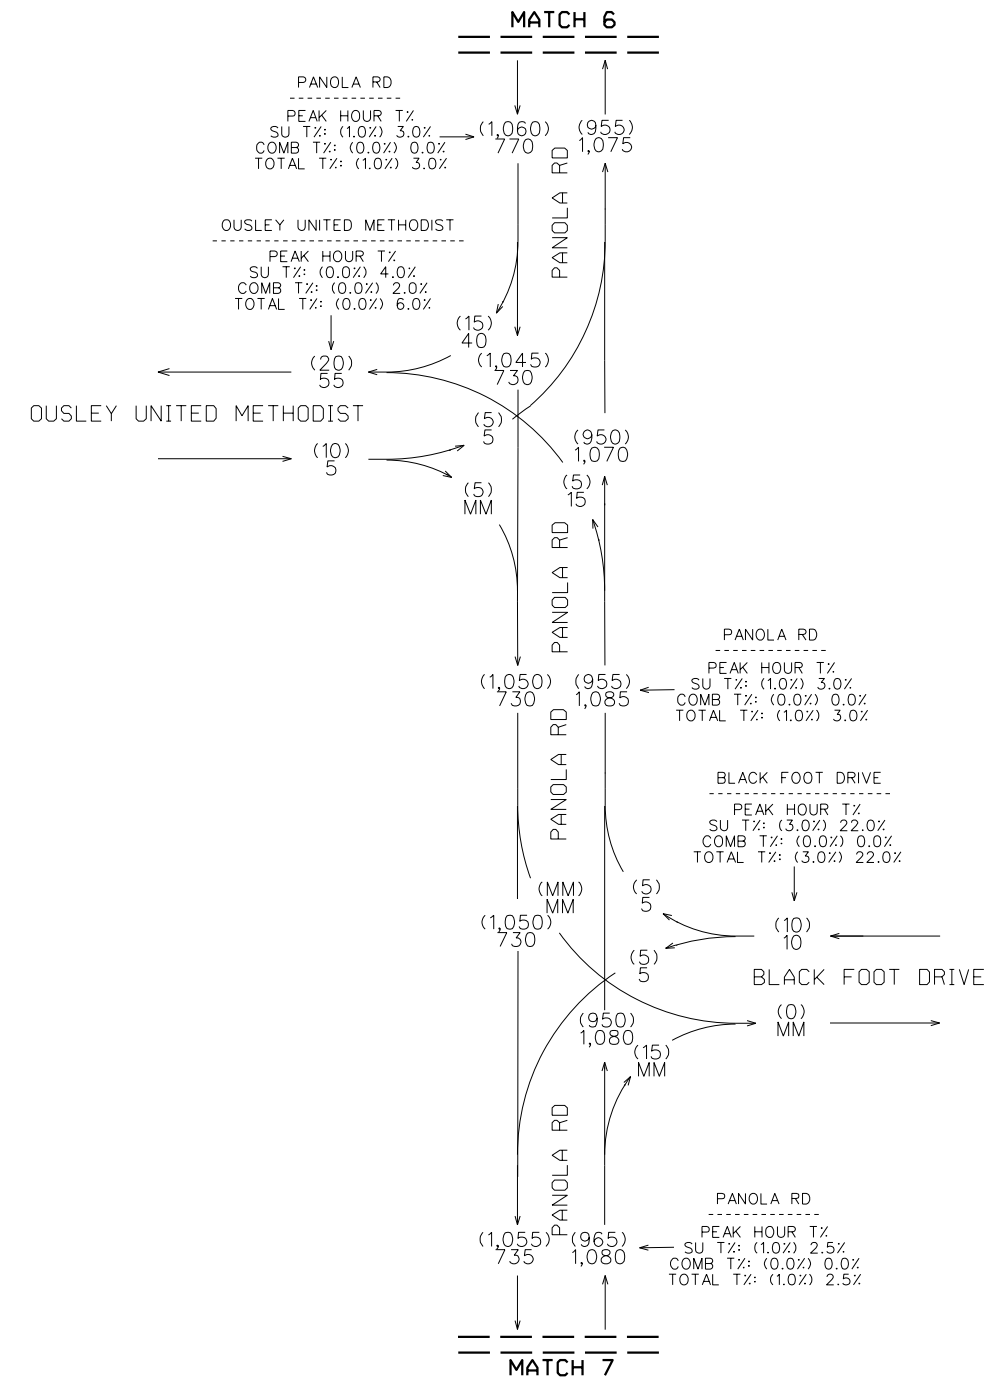 MATCH 6
PANOLA RD
PEAK HOUR T%
SU T%: (1.0%) 3.0%
COMB T%: (0.0%) 0.0%
TOTAL T%: (1.0%) 3.0%
(1,060)
770
(955)
1,075
PANOLA RD
OUSLEY UNITED METHODIST
PEAK HOUR T%
SU T%: (0.0%) 4.0%
COMB T%: (0.0%) 2.0%
TOTAL T%: (0.0%) 6.0%
(15)
40
(20)
55
(1,045)
730
OUSLEY UNITED METHODIST
(5)
5
(10)
5
(950)
1,070
(5)
MM
(5)
15
PANOLA RD
PANOLA RD
PEAK HOUR T%
SU T%: (1.0%) 3.0%
COMB T%: (0.0%) 0.0%
TOTAL T%: (1.0%) 3.0%
(1,050)
730
(955)
1,085
PANOLA RD
BLACK FOOT DRIVE
PEAK HOUR T%
SU T%: (3.0%) 22.0%
COMB T%: (0.0%) 0.0%
TOTAL T%: (3.0%) 22.0%
(MM)
MM
(5)
5
(1,050)
730
(10)
10
(5)
5
BLACK FOOT DRIVE
(0)
MM
(950)
1,080
(15)
MM
PANOLA RD
PANOLA RD
PEAK HOUR T%
SU T%: (1.0%) 2.5%
COMB T%: (0.0%) 0.0%
TOTAL T%: (1.0%) 2.5%
(1,055)
735
(965)
1,080
MATCH 7